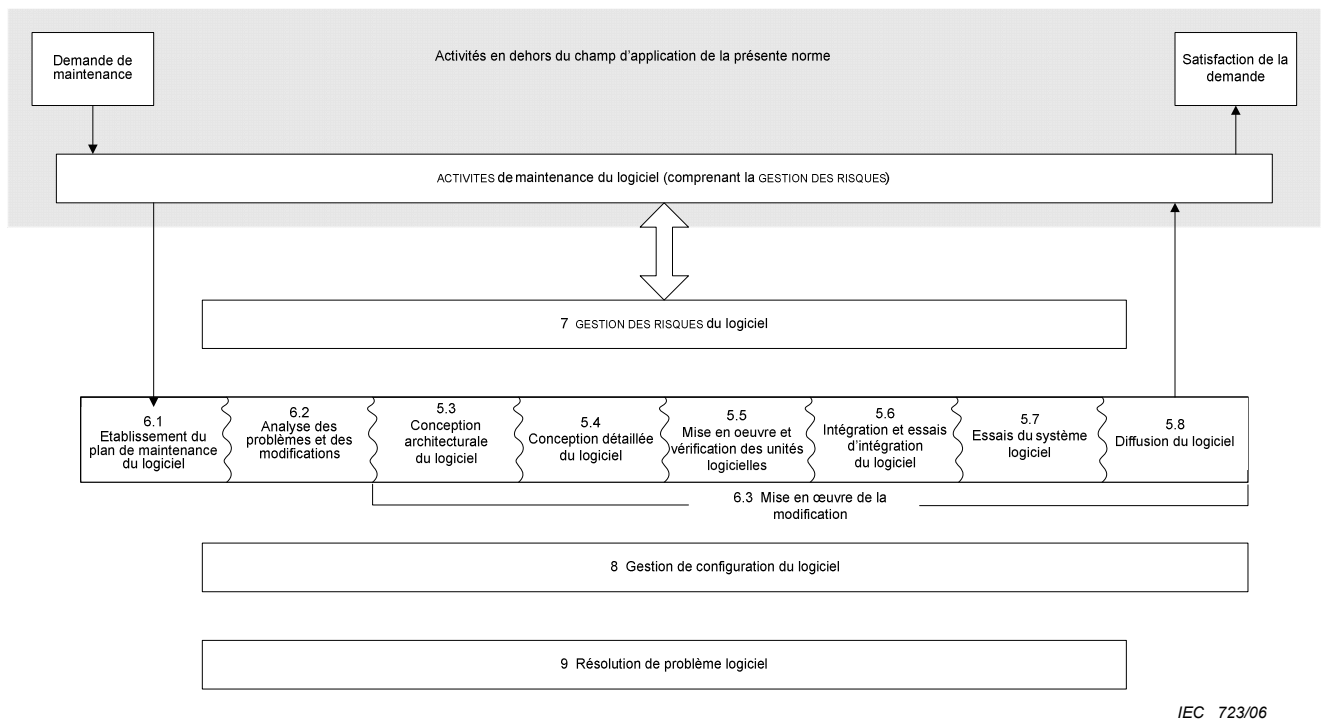 Demande de
maintenance
Activités en dehors du champ d'application de la présente norme
Satisfaction de la
demande
ACTIVITES de maintenance du logiciel (comprenant la GESTION DES RISQUES)
7 GESTION DES RISQUES du logiciel
6.1
Etablissement du
plan de maintenance
du logiciel
6.2
Analyse des
problèmes et des
modifications
5.3
Conception
architecturale
du logiciel
5.4
Conception détaillée
du logiciel
5.5
Mise en oeuvre et
vérification des unités
logicielles
5.6
Intégration et essais
d'intégration
du logiciel
5.7
Essais du système
logiciel
5.8
Diffusion du logiciel
6.3 Mise en œuvre de la
modification
8 Gestion de configuration du logiciel
9 Résolution de problème logiciel
IEC 723/06